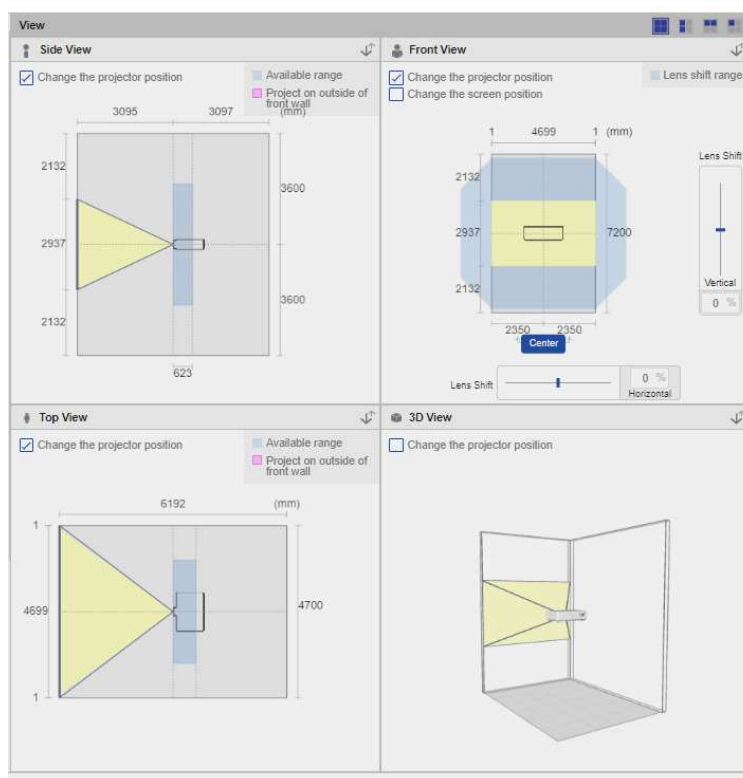 View
Side View
Change the projector position
Available range
Project on outside of
front wall
3095
3097
(mm)
2132
2937
2132
3600
3600
623
Front View
Change the projector position
Change the screen position
Lens shift range
1
4699
1
(mm)
2132
2937
2132
7200
2350
2350
Center
Lens Shift
Vertical
0 %
Lens Shift
0 %
Horizontal
Top View
Change the projector position
Available range
Project on outside of
front wall
6192
(mm)
1
4699
1
4700
3D View
Change the projector position